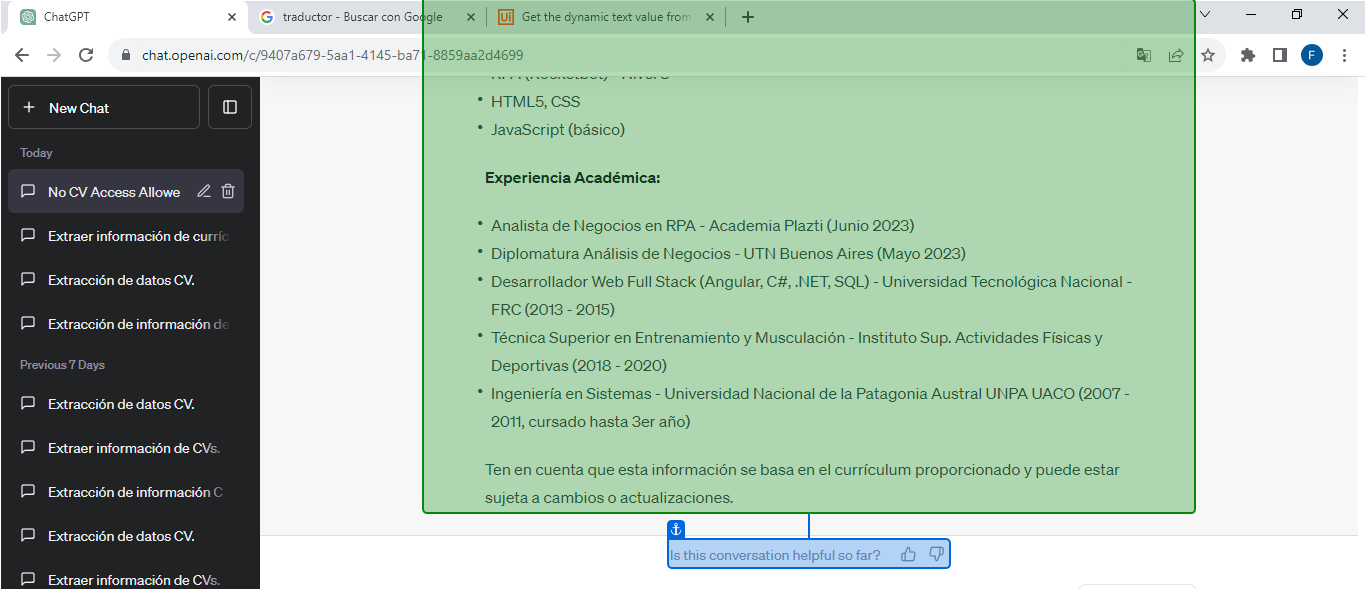 ChatGPT
traductor - Buscar con Google
Get the dynamic text value from
chat.openai.com/c/9407a679-5aa1-4145-ba71-8859aa2d4699
F
New Chat
Today
No CV Access Allowe
Extraer información de curríc
Extracción de datos CV.
Extracción de información de
Previous 7 Days
Extracción de datos CV.
Extraer información de CVs.
Extracción de información C
Extracción de datos CV.
Extraer información de CVs.
• HTML5, CSS
• JavaScript (básico)
Experiencia Académica:
• Analista de Negocios en RPA - Academia Plazti (Junio 2023)
• Diplomatura Análisis de Negocios - UTN Buenos Aires (Mayo 2023)
• Desarrollador Web Full Stack (Angular, C#, .NET, SQL) - Universidad Tecnológica Nacional -
FRC (2013 - 2015)
• Técnica Superior en Entrenamiento y Musculación - Instituto Sup. Actividades Físicas y
Deportivas (2018 - 2020)
• Ingeniería en Sistemas - Universidad Nacional de la Patagonia Austral UNPA UACO (2007 -
2011, cursado hasta 3er año)
Ten en cuenta que esta información se basa en el currículum proporcionado y puede estar
sujeta a cambios o actualizaciones.
Is this conversation helpful so far?